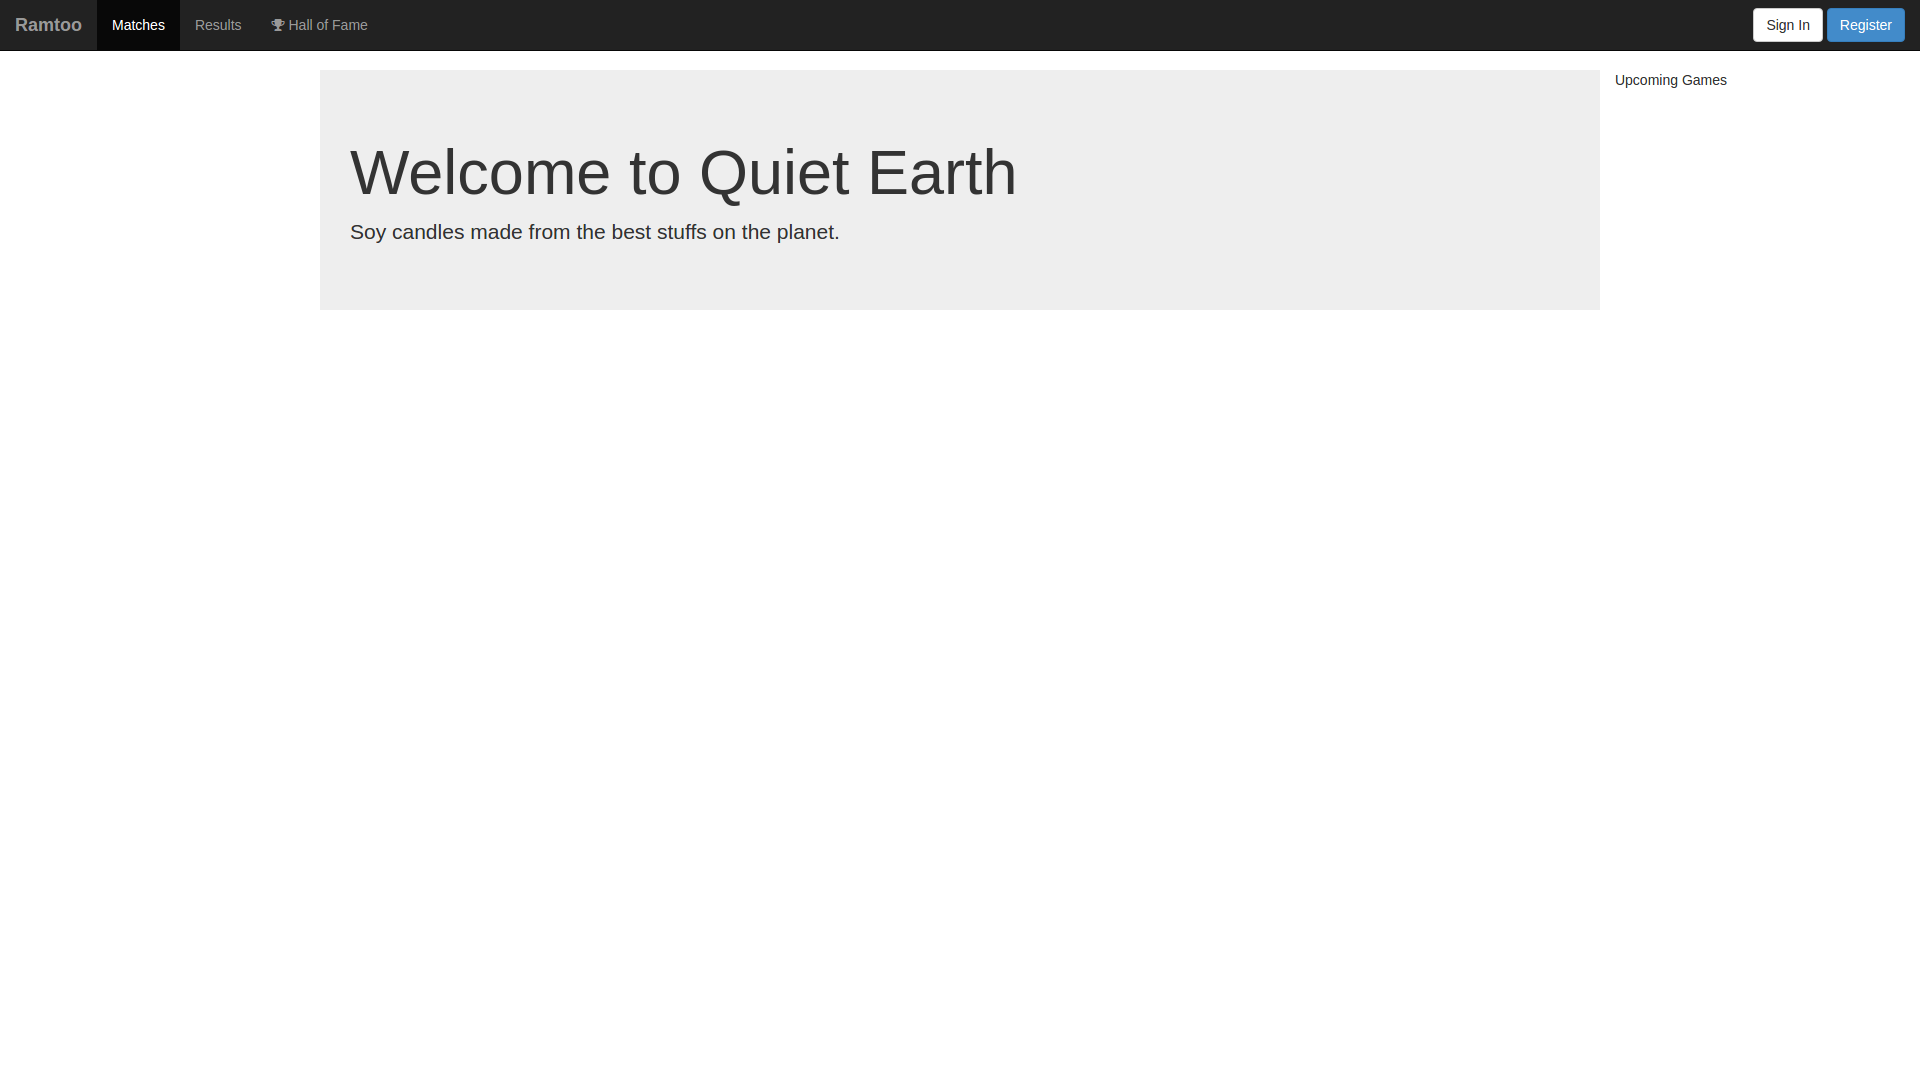 Ramtoo Matches Results Hall of Fame Sign In Register
Upcoming Games
Welcome to Quiet Earth
Soy candles made from the best stuffs on the planet.